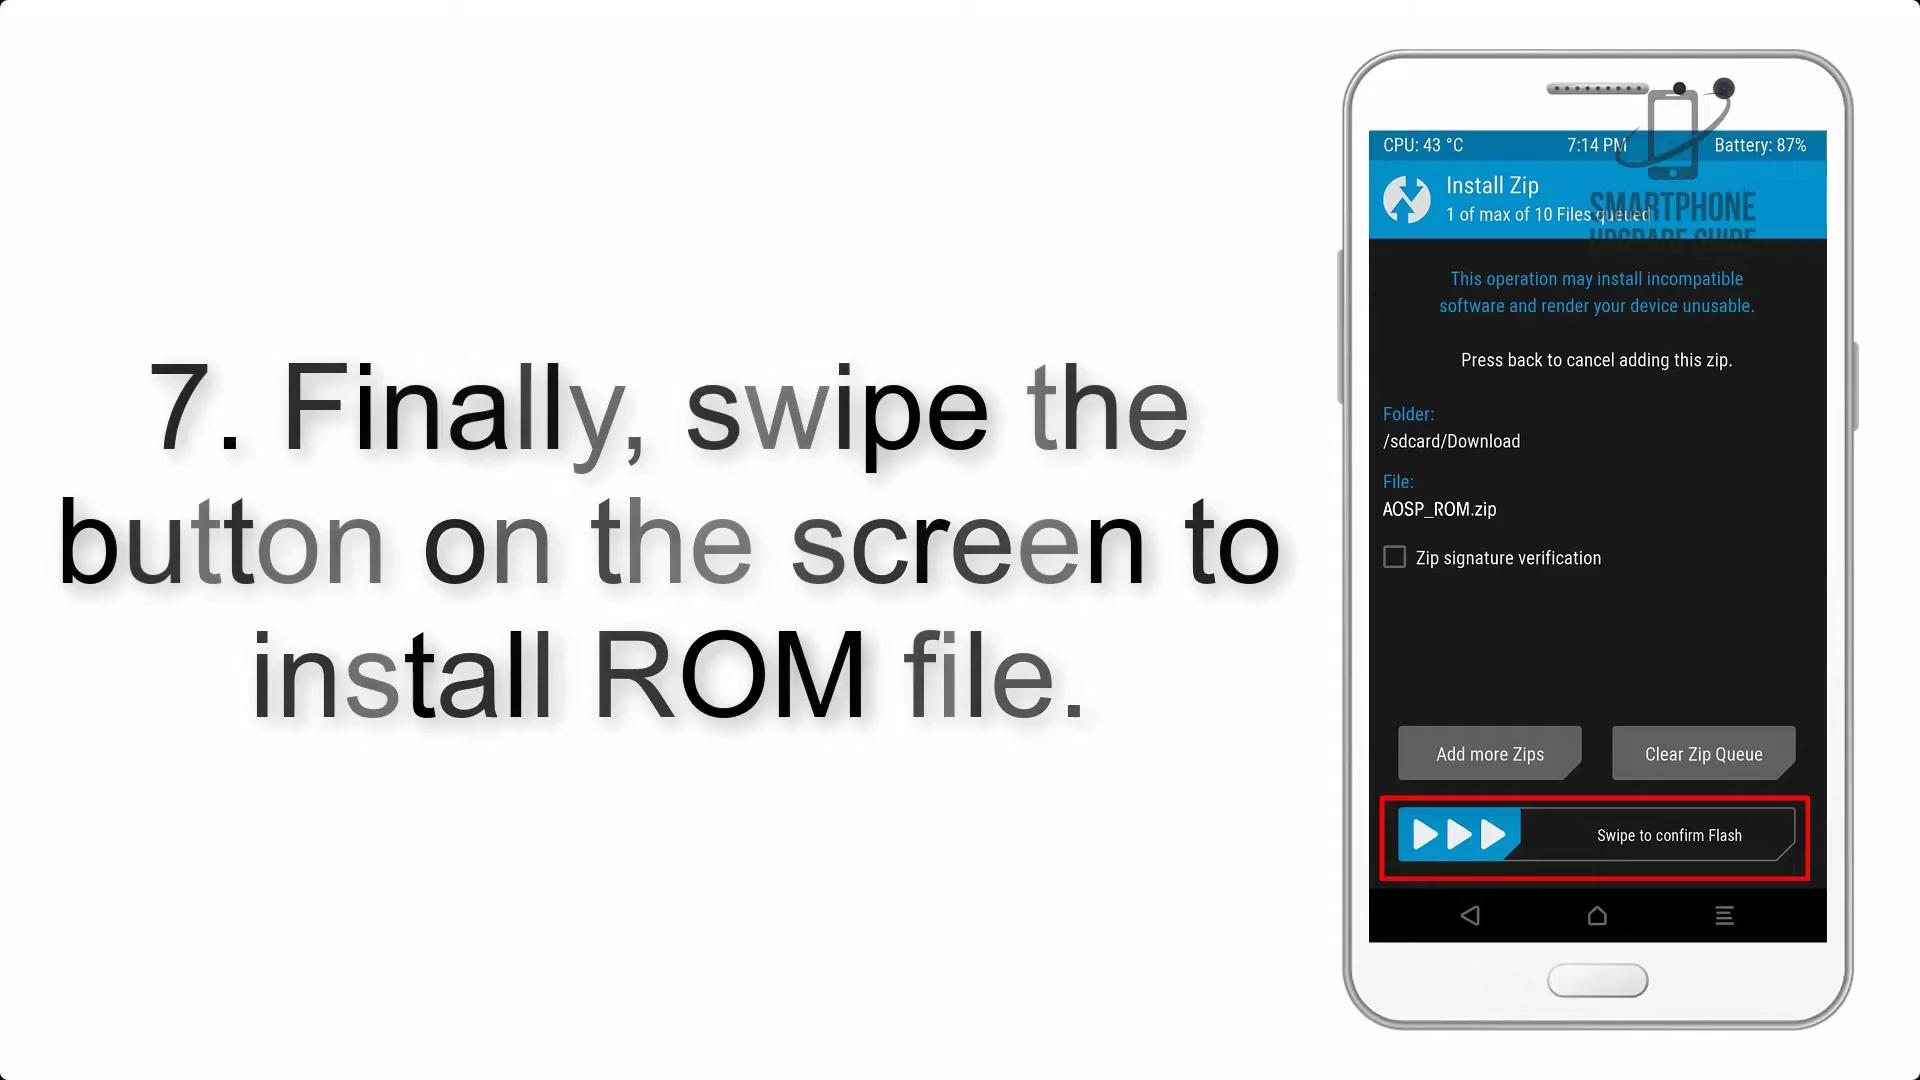 7. Finally, swipe the
button on the screen to
install ROM file.
CPU: 43 °C 7:14 PM Battery: 87%
Install Zip
1 of max of 10 Files queued
SMARTPHONE
UPGRADE GUIDE
This operation may install incompatible
software and render your device unusable.
Press back to cancel adding this zip.
Folder:
/sdcard/Download
File:
AOSP_ROM.zip
Zip signature verification
Add more Zips Clear Zip Queue
Swipe to confirm Flash